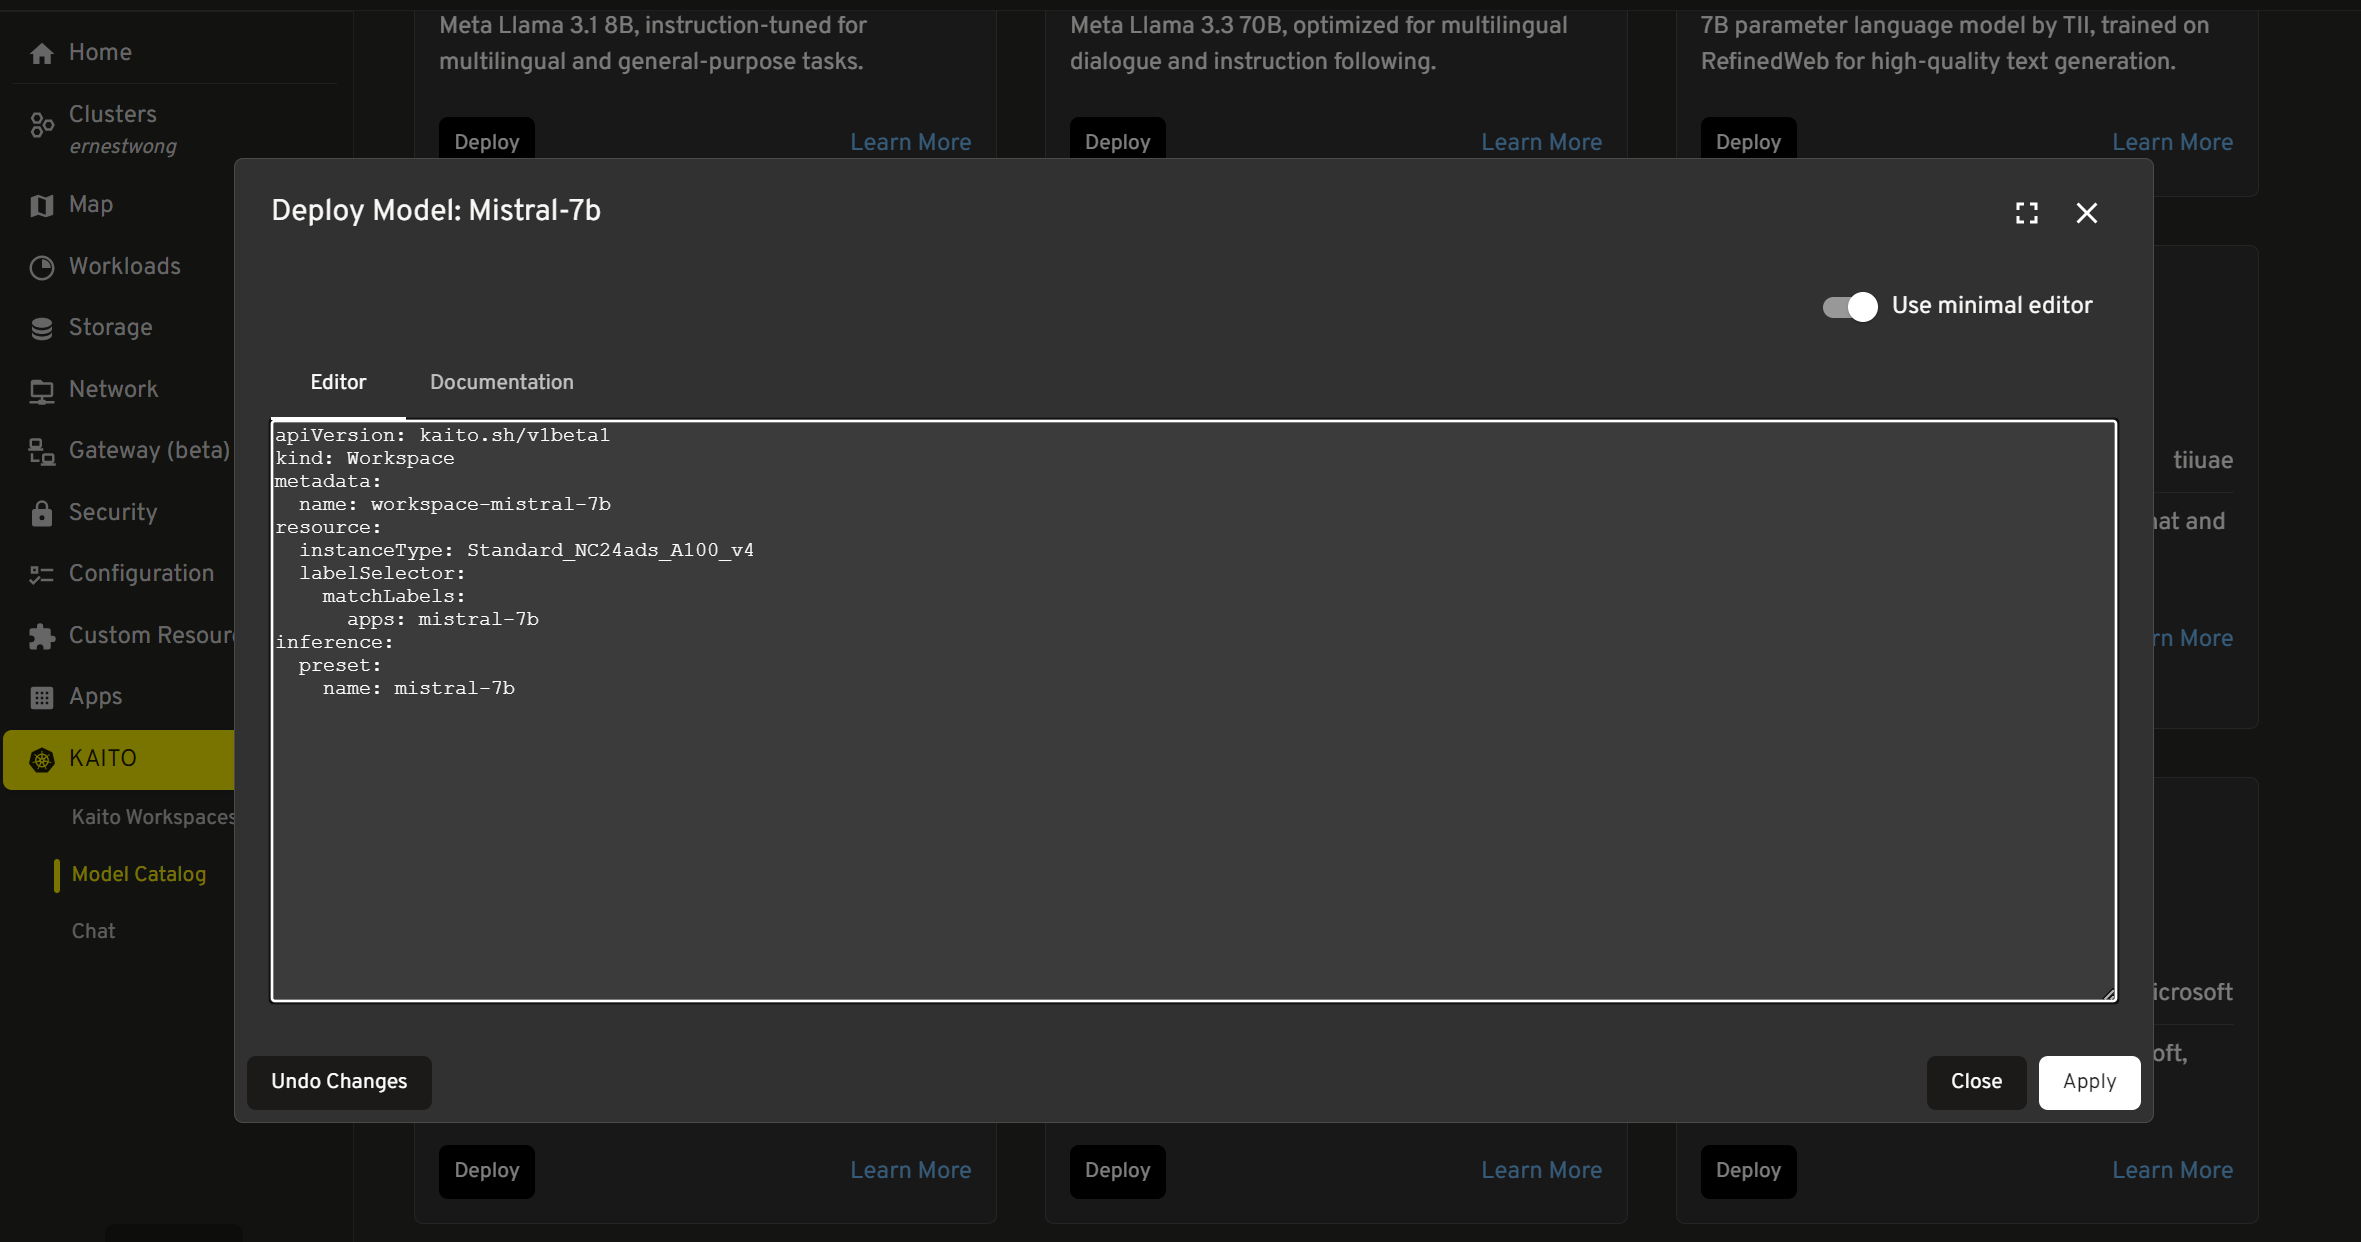 Home
Clusters
ernestwong
Map
Workloads
Storage
Network
Gateway (beta)
Security
Configuration
Custom
Apps
KAITO
Kaito Workspaces
Model Catalog
Chat
Meta Llama 3.1 8B, instruction-tuned for
multilingual and general-purpose tasks.
Deploy
Learn More
Meta Llama 3.3 70B, optimized for multilingual
dialogue and instruction following.
Deploy
Learn More
7B parameter language model by TII, trained on
RefinedWeb for high-quality text generation.
Deploy
Learn More
Deploy Model: Mistral-7b
Use minimal editor
Editor
Documentation
apiVersion: kaito.sh/v1beta1
kind: Workspace
metadata:
  name: workspace-mistral-7b
resource:
  instanceType: Standard_NC24ads_A100_v4
  labelSelector:
    matchLabels:
      apps: mistral-7b
inference:
  preset:
    name: mistral-7b
Undo Changes
Close
Apply
tiiuae
and
More
Deploy
Learn More
Deploy
Learn More
Deploy
Learn More